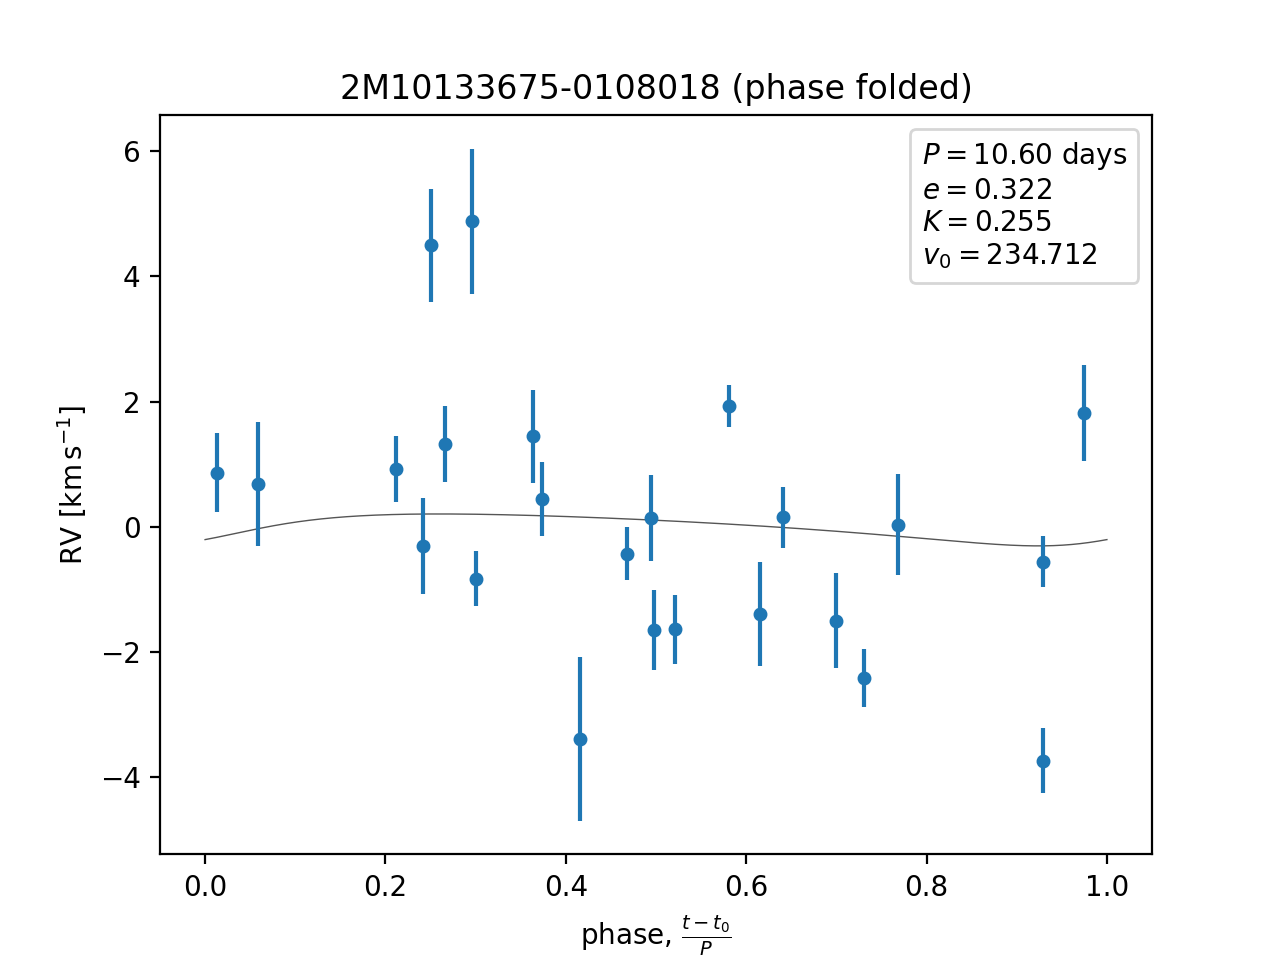 2M10133675-0108018 (phase folded)
P = 10.60 days
e = 0.322
K = 0.255
v₀ = 234.712
6
4
2
0
−2
−4
RV [km s⁻¹]
0.0 0.2 0.4 0.6 0.8 1.0
phase, (t − t₀)/P